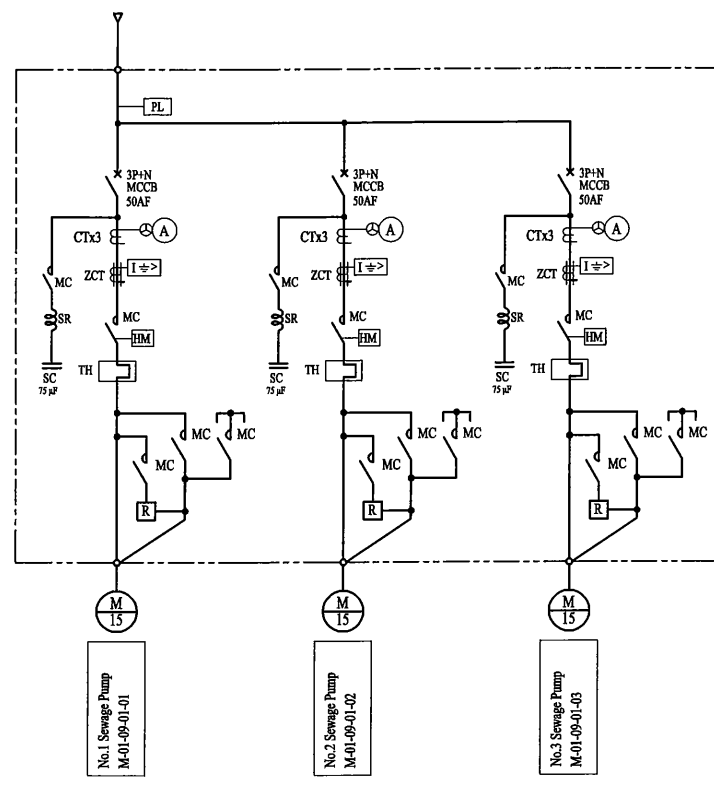 PL
3P+N
MCCB
50AF
CTx3
A
ZCT
I >
MC
SR
SC
75 µF
MC
HM
TH
MC
MC
MC
R
M
15
No.1 Sewage Pump
M-01-09-01-01
3P+N
MCCB
50AF
CTx3
A
ZCT
I >
MC
SR
SC
75 µF
MC
HM
TH
MC
MC
MC
R
M
15
No.2 Sewage Pump
M-01-09-01-02
3P+N
MCCB
50AF
CTx3
A
ZCT
I >
MC
SR
SC
75 µF
MC
HM
TH
MC
MC
MC
R
M
15
No.3 Sewage Pump
M-01-09-01-03